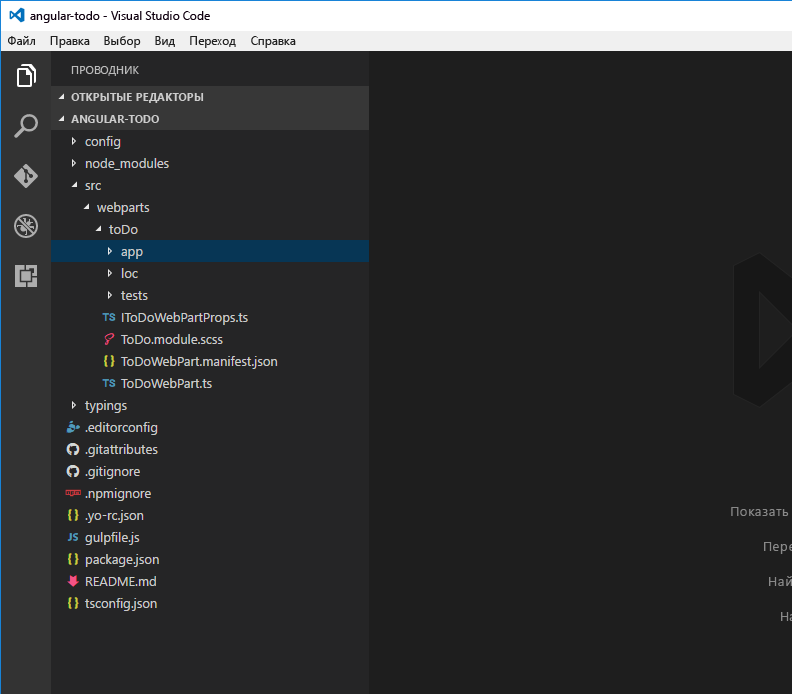 angular-todo - Visual Studio Code
Файл Правка Выбор Вид Переход Справка
ПРОВОДНИК
ОТКРЫТЫЕ РЕДАКТОРЫ
ANGULAR-TODO
config
node_modules
src
webparts
toDo
app
loc
tests
TS IToDoWebPartProps.ts
ToDo.module.scss
{} ToDoWebPart.manifest.json
TS ToDoWebPart.ts
typings
.editorconfig
.gitattributes
.gitignore
npm .npmignore
{} .yo-rc.json
JS gulpfile.js
{} package.json
README.md
{} tsconfig.json
Показать
Пере
Най
На